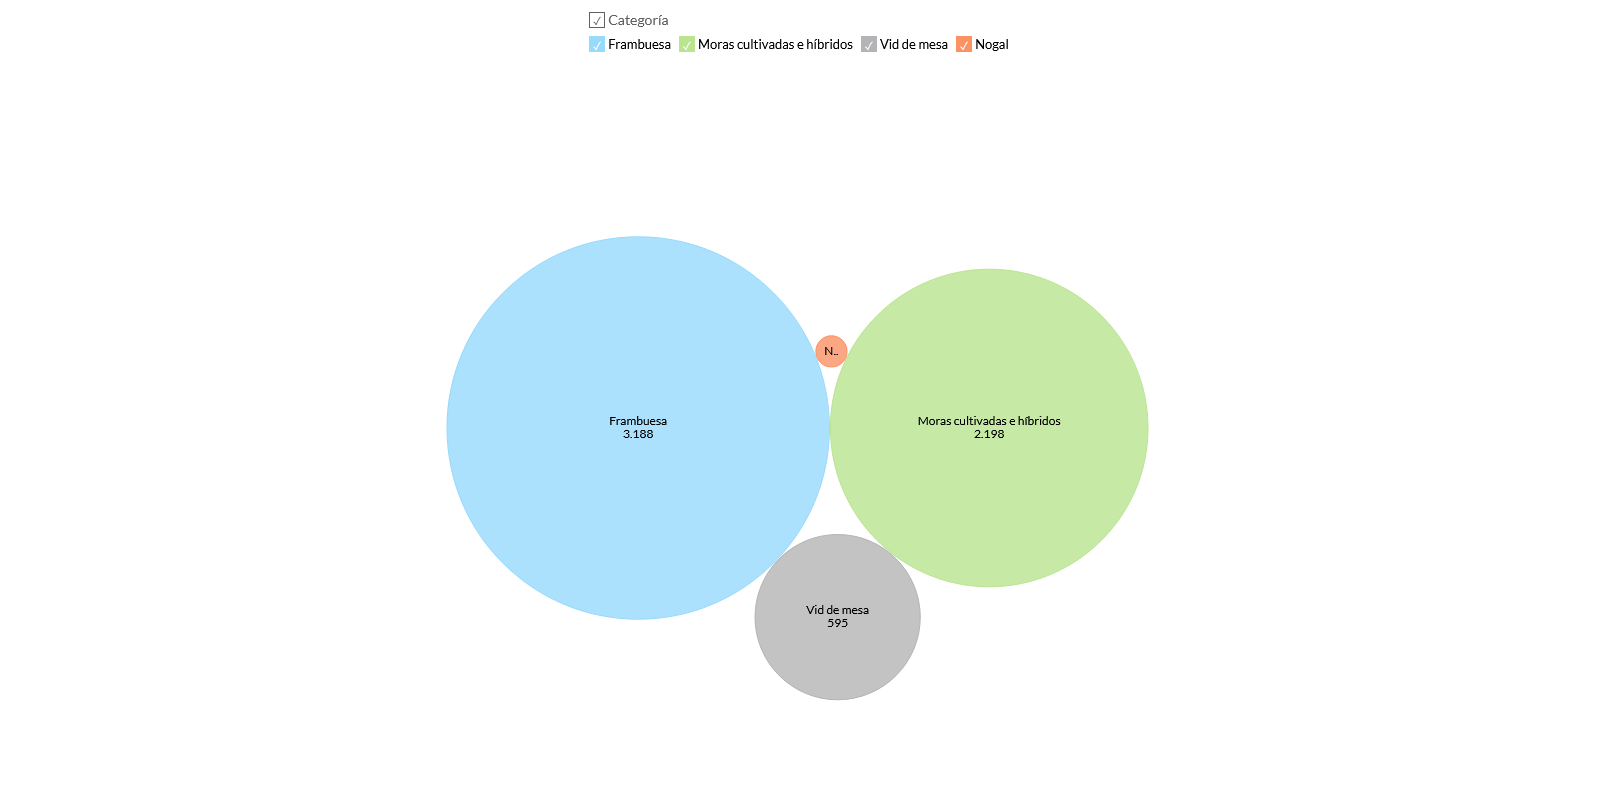 Categoría
Frambuesa Moras cultivadas e híbridos Vid de mesa Nogal
N..
Frambuesa
3.188
Moras cultivadas e híbridos
2.198
Vid de mesa
595